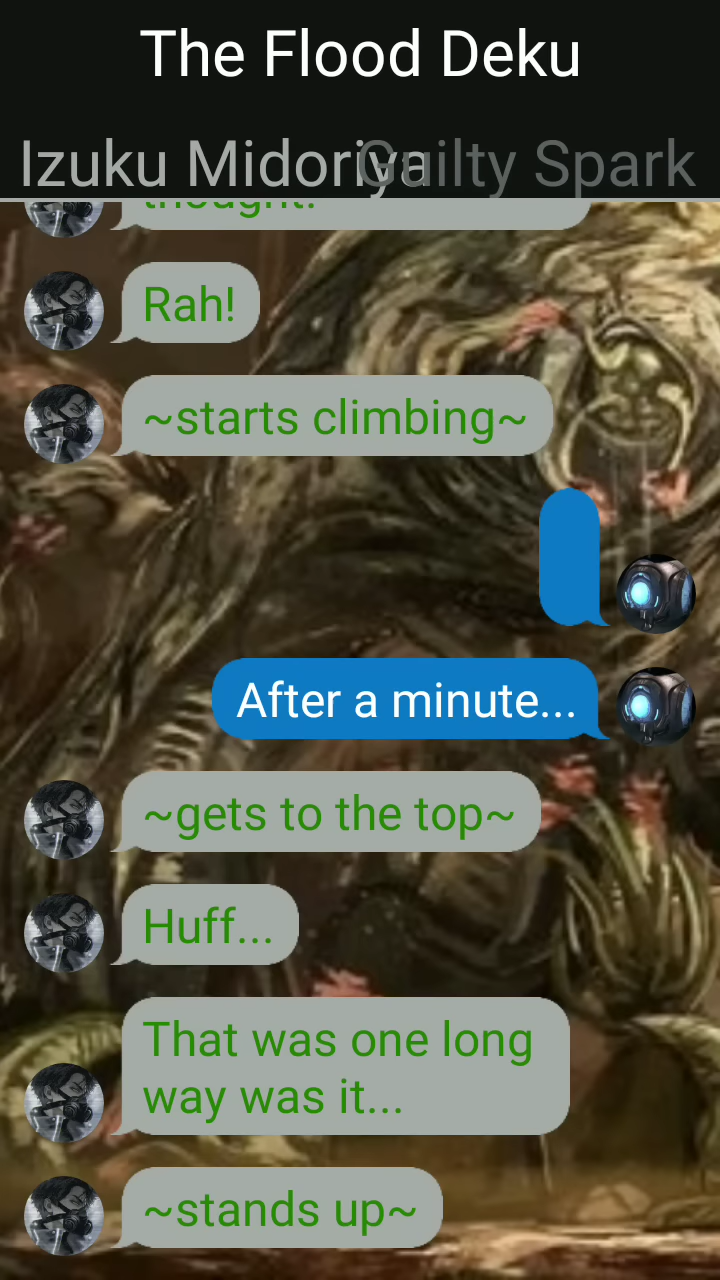 The Flood Deku
Izuku Midoriya Guilty Spark
thought!
Rah!
~starts climbing~
After a minute...
~gets to the top~
Huff...
That was one long
way was it...
~stands up~